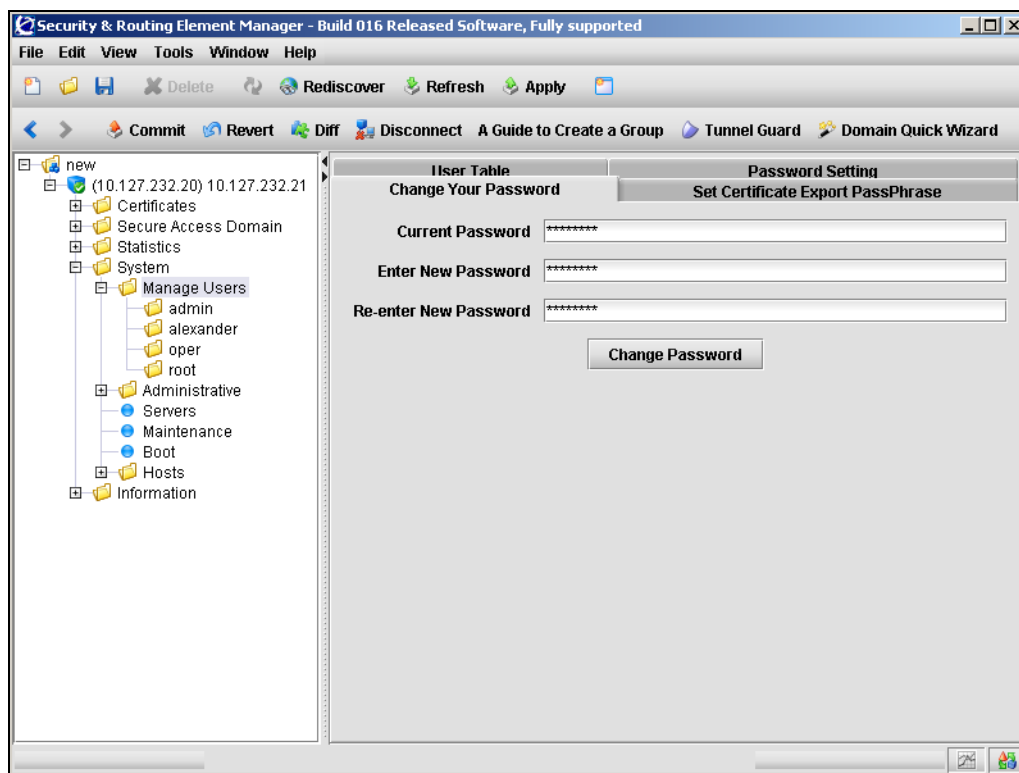 Security & Routing Element Manager - Build 016 Released Software, Fully supported
File Edit View Tools Window Help
Delete Rediscover Refresh Apply
Commit Revert Diff Disconnect A Guide to Create a Group Tunnel Guard Domain Quick Wizard
new
(10.127.232.20) 10.127.232.21
Certificates
Secure Access Domain
Statistics
System
Manage Users
admin
alexander
oper
root
Administrative
Servers
Maintenance
Boot
Hosts
Information
User Table Password Setting
Change Your Password Set Certificate Export PassPhrase
Current Password ********
Enter New Password ********
Re-enter New Password ********
Change Password